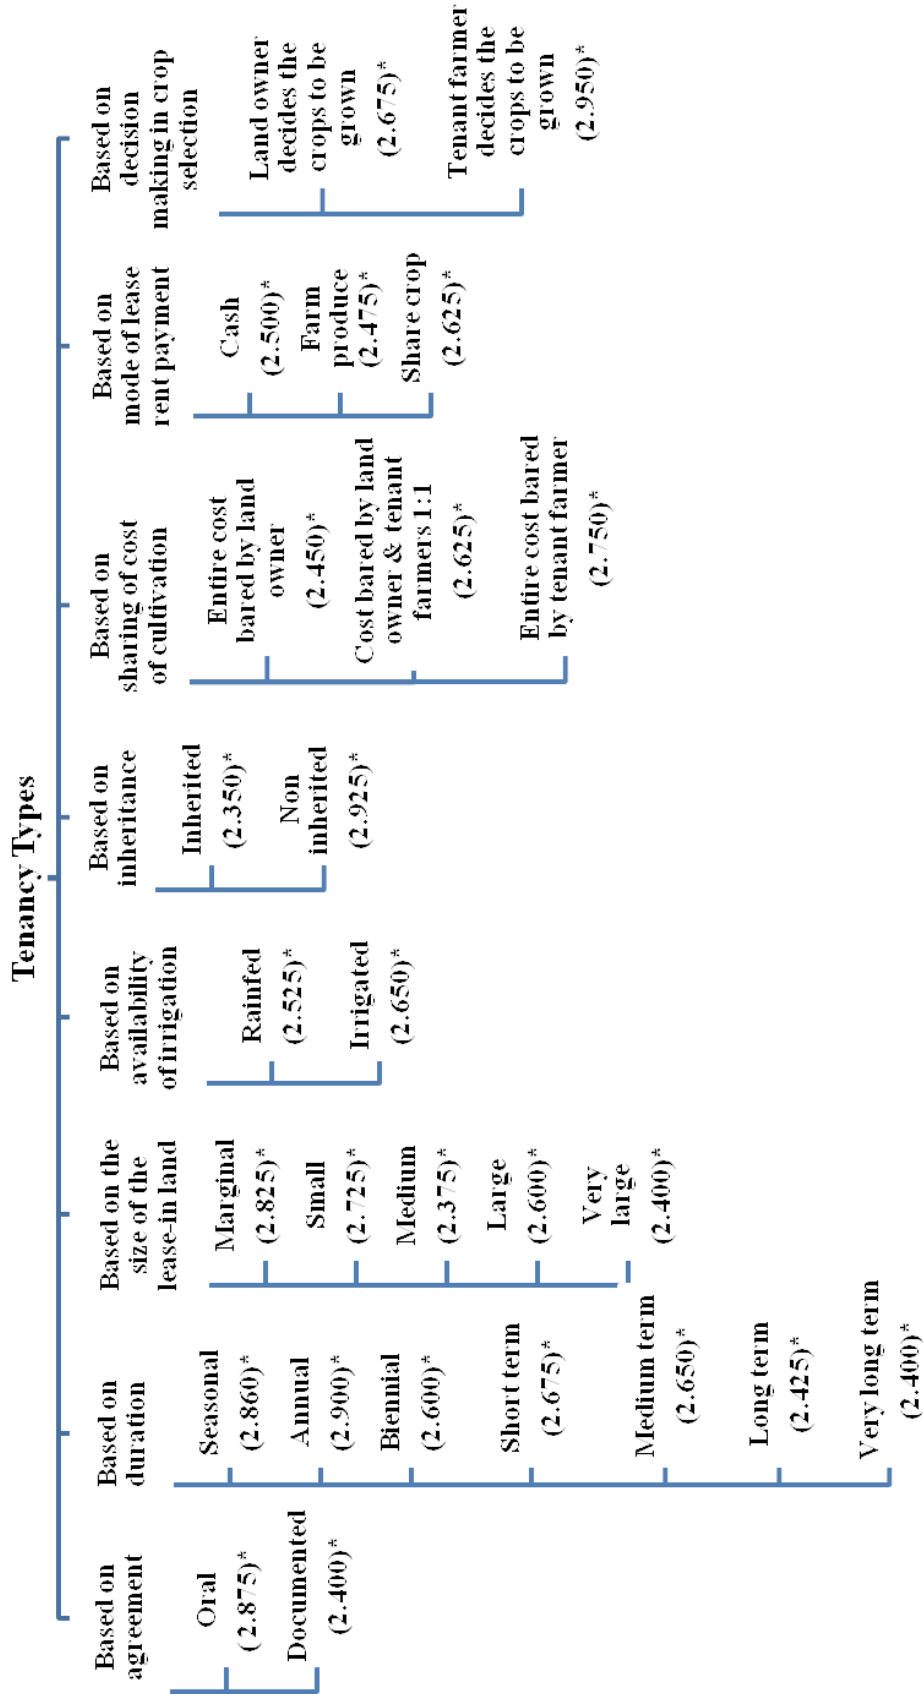 Tenancy Types
Based on
agreement
Oral
(2.875)*
Documented
(2.400)*
Based on
duration
Seasonal
(2.860)*
Annual
(2.900)*
Biennial
(2.600)*
Short term
(2.675)*
Medium term
(2.650)*
Long term
(2.425)*
Very long term
(2.400)*
Based on the
size of the
lease-in land
Marginal
(2.825)*
Small
(2.725)*
Medium
(2.375)*
Large
(2.600)*
Very
large
(2.400)*
Based on
availability
of irrigation
Rainfed
(2.525)*
Irrigated
(2.650)*
Based on
inheritance
Inherited
(2.350)*
Non
inherited
(2.925)*
Based on
sharing of cost
of cultivation
Entire cost
bared by land
owner
(2.450)*
Cost bared by land
owner & tenant
farmers 1:1
(2.625)*
Entire cost bared
by tenant farmer
(2.750)*
Based on
mode of lease
rent payment
Cash
(2.500)*
Farm
produce
(2.475)*
Share crop
(2.625)*
Based on
decision
making in crop
selection
Land owner
decides the
crops to be
grown
(2.675)*
Tenant farmer
decides the
crops to be
grown
(2.950)*